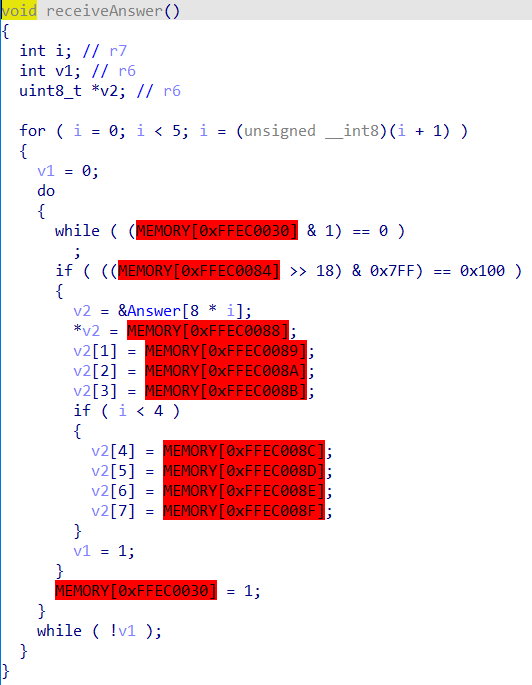 void receiveAnswer()
{
  int i; // r7
  int v1; // r6
  uint8_t *v2; // r6

  for ( i = 0; i < 5; i = (unsigned __int8)(i + 1) )
  {
    v1 = 0;
    do
    {
      while ( (MEMORY[0xFFEC0030] & 1) == 0 )
        ;
      if ( ((MEMORY[0xFFEC0084] >> 18) & 0x7FF) == 0x100 )
      {
        v2 = &Answer[8 * i];
        *v2 = MEMORY[0xFFEC0088];
        v2[1] = MEMORY[0xFFEC0089];
        v2[2] = MEMORY[0xFFEC008A];
        v2[3] = MEMORY[0xFFEC008B];
        if ( i < 4 )
        {
          v2[4] = MEMORY[0xFFEC008C];
          v2[5] = MEMORY[0xFFEC008D];
          v2[6] = MEMORY[0xFFEC008E];
          v2[7] = MEMORY[0xFFEC008F];
        }
        v1 = 1;
      }
      MEMORY[0xFFEC0030] = 1;
    }
    while ( !v1 );
  }
}